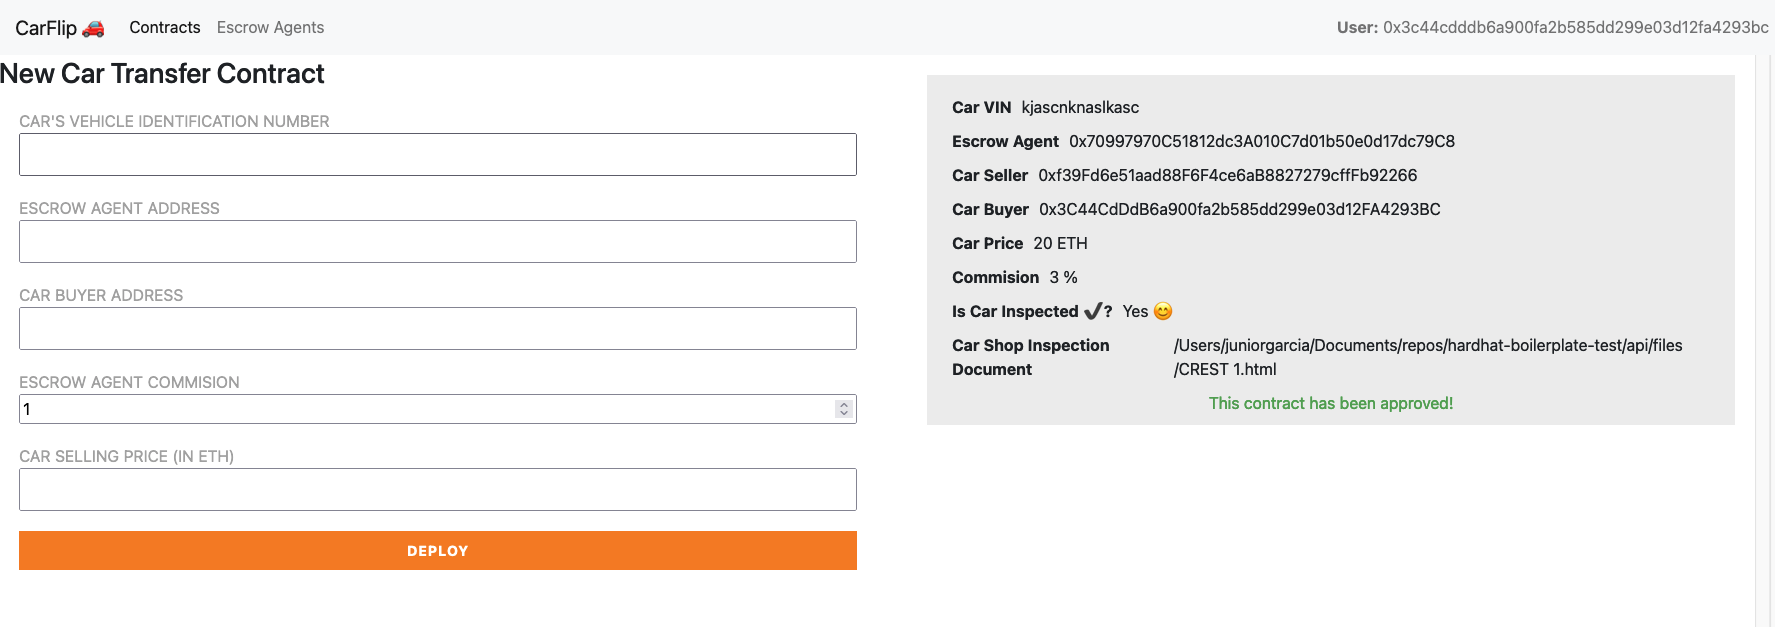 CarFlip 🚗 Contracts Escrow Agents User: 0x3c44cdddb6a900fa2b585dd299e03d12fa4293bc
New Car Transfer Contract
CAR'S VEHICLE IDENTIFICATION NUMBER
ESCROW AGENT ADDRESS
CAR BUYER ADDRESS
ESCROW AGENT COMMISION
1
CAR SELLING PRICE (IN ETH)
DEPLOY
Car VIN kjascnknaslkasc
Escrow Agent 0x70997970C51812dc3A010C7d01b50e0d17dc79C8
Car Seller 0xf39Fd6e51aad88F6F4ce6aB8827279cffFb92266
Car Buyer 0x3C44CdDdB6a900fa2b585dd299e03d12FA4293BC
Car Price 20 ETH
Commision 3 %
Is Car Inspected ✔️? Yes 😊
Car Shop Inspection /Users/juniorgarcia/Documents/repos/hardhat-boilerplate-test/api/files
Document /CREST 1.html
This contract has been approved!